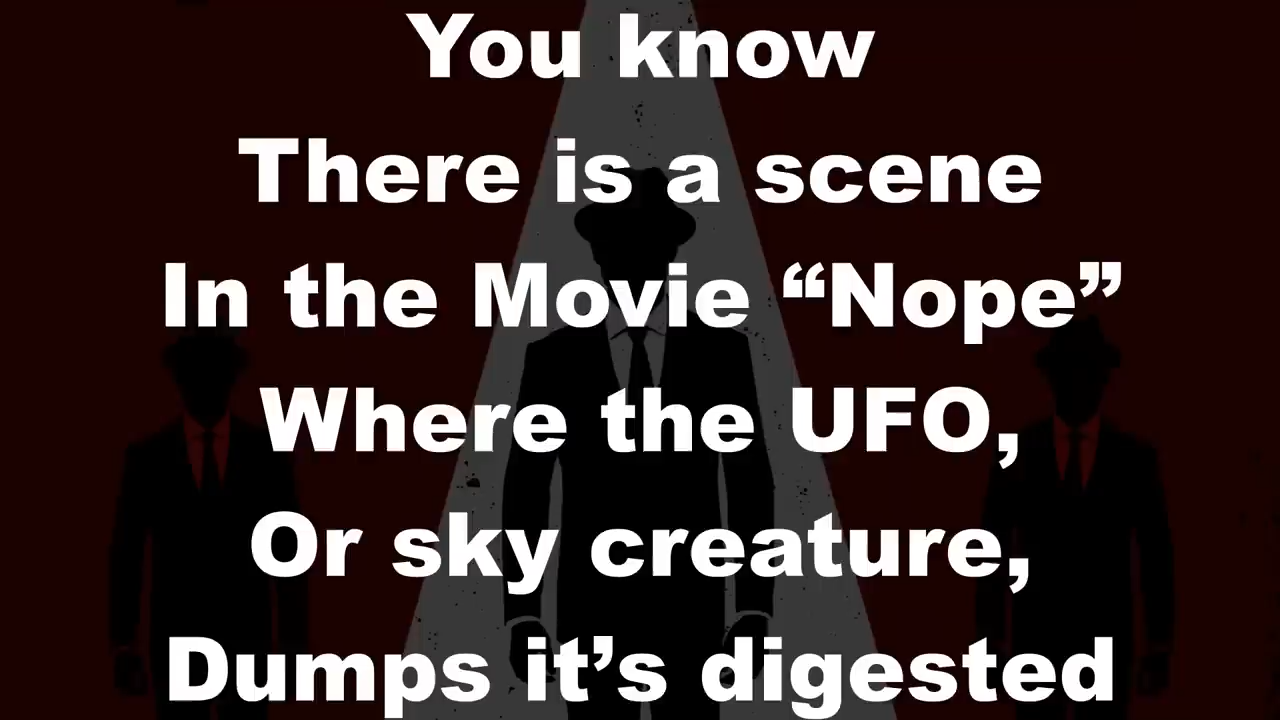 You know
There is a scene
In the Movie “Nope”
Where the UFO,
Or sky creature,
Dumps it’s digested